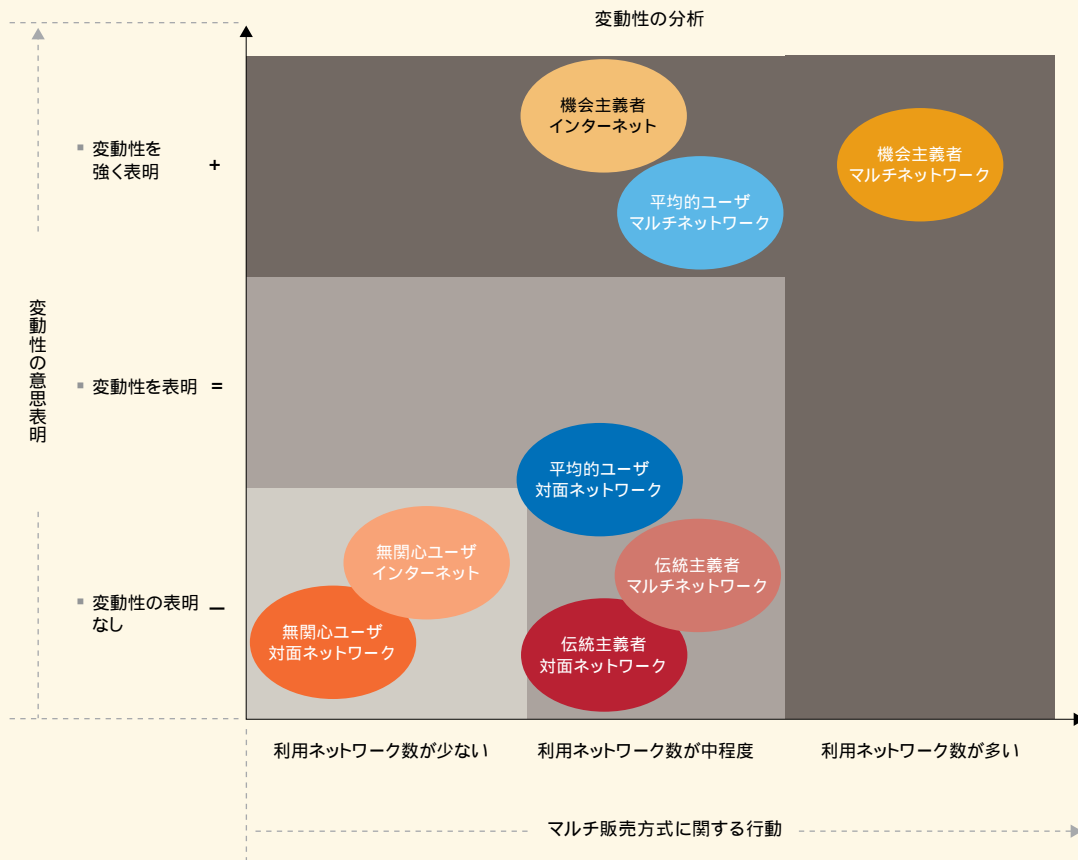 変動性の分析
機会主義者
インターネット
機会主義者
マルチネットワーク
平均的ユーザ
マルチネットワーク
変動性を
強く表明 +
変動性の意思表明
変動性を表明 =
平均的ユーザ
対面ネットワーク
無関心ユーザ
インターネット
伝統主義者
マルチネットワーク
変動性の表明 −
なし
無関心ユーザ
対面ネットワーク
伝統主義者
対面ネットワーク
利用ネットワーク数が少ない
利用ネットワーク数が中程度
利用ネットワーク数が多い
マルチ販売方式に関する行動